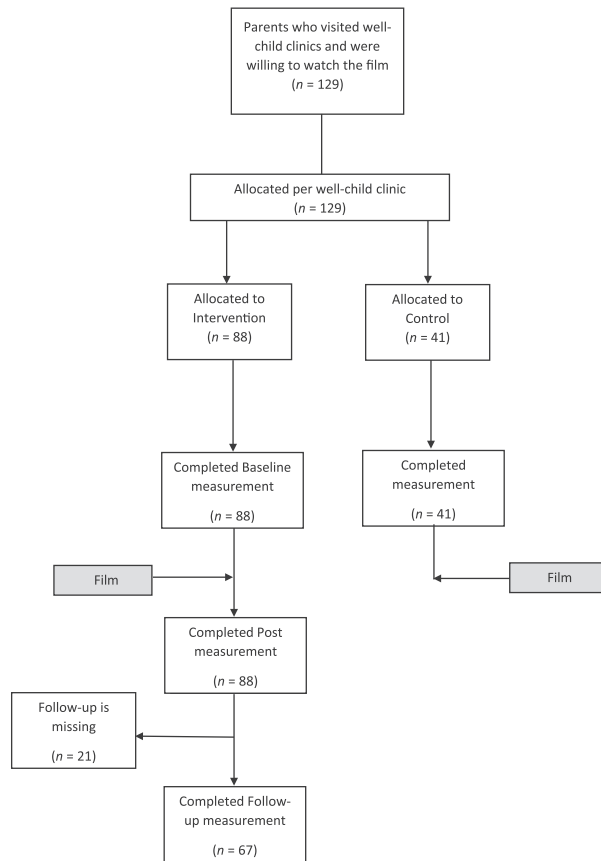 Parents who visited well-
child clinics and were
willing to watch the film
(n = 129)
Allocated per well-child clinic
(n = 129)
Allocated to
Intervention
(n = 88)
Allocated to
Control
(n = 41)
Completed Baseline
measurement
(n = 88)
Completed
measurement
(n = 41)
Film
Film
Completed Post
measurement
(n = 88)
Follow-up is
missing
(n = 21)
Completed Follow-
up measurement
(n = 67)